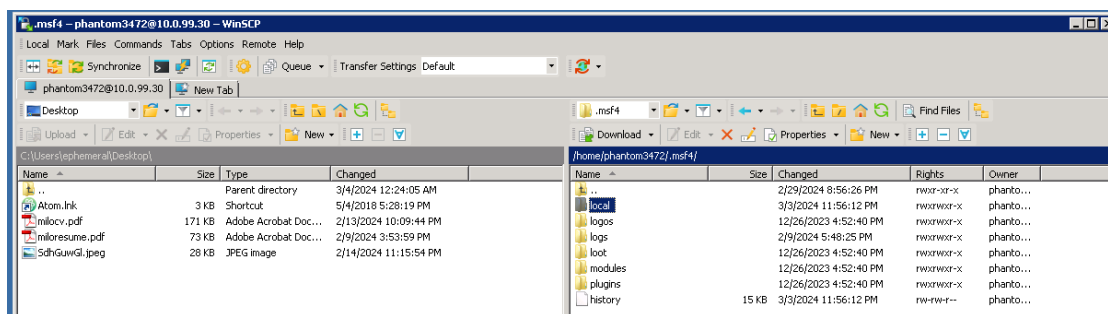 .msf4 – phantom3472@10.0.99.30 – WinSCP
Local Mark Files Commands Tabs Options Remote Help
Synchronize Queue Transfer Settings Default
phantom3472@10.0.99.30 New Tab
Desktop .msf4 Find Files
Upload Edit Properties New Download Edit Properties New
C:\Users\ephemeral\Desktop\ /home/phantom3472/.msf4/
Name Size Type Changed Name Size Changed Rights Owner
.. Parent directory 3/4/2024 12:24:05 AM .. 2/29/2024 8:56:26 PM rwxr-xr-x phanto...
Atom.lnk 3 KB Shortcut 5/4/2018 5:28:19 PM local 3/3/2024 11:56:12 PM rwxrwxr-x phanto...
milocv.pdf 171 KB Adobe Acrobat Doc... 2/13/2024 10:09:44 PM logos 12/26/2023 4:52:40 PM rwxrwxr-x phanto...
miloresume.pdf 73 KB Adobe Acrobat Doc... 2/9/2024 3:53:59 PM logs 2/9/2024 5:48:25 PM rwxrwxr-x phanto...
SdhGuwGl.jpeg 28 KB JPEG image 2/14/2024 11:15:54 PM loot 12/26/2023 4:52:40 PM rwxrwxr-x phanto...
modules 12/26/2023 4:52:40 PM rwxrwxr-x phanto...
plugins 12/26/2023 4:52:40 PM rwxrwxr-x phanto...
history 15 KB 3/3/2024 11:56:12 PM rw-rw-r-- phanto...